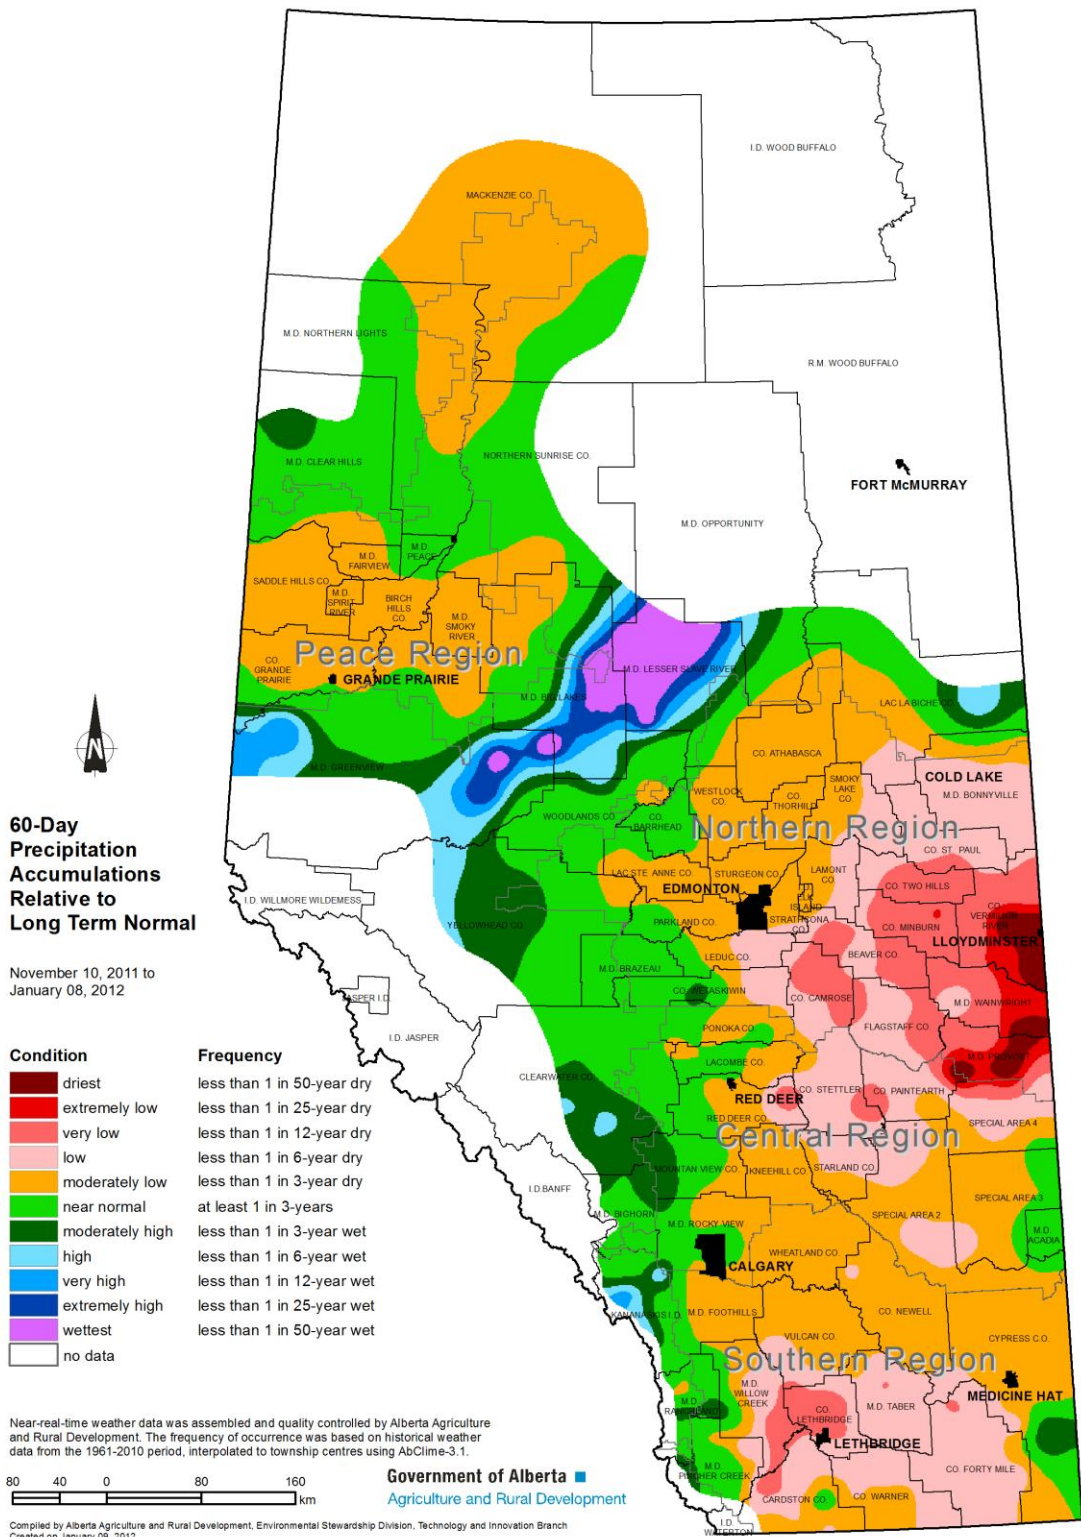 I.D. WOOD BUFFALO
MACKENZIE CO.
M.D. NORTHERN LIGHTS
R.M. WOOD BUFFALO
M.D. CLEAR HILLS
NORTHERN SUNRISE CO.
FORT McMURRAY
M.D. OPPORTUNITY
M.D.
PEACE
M.D.
FAIRVIEW
SADDLE HILLS CO.
M.D.
SPIRIT
RIVER
BIRCH
HILLS
CO.
M.D.
SMOKY
RIVER
Peace Region
CO.
GRANDE
PRAIRIE
GRANDE PRAIRIE
M.D. LESSER SLAVE RIVER
M.D. BIG LAKES
LAC LA BICHE CO.
M.D. GREENVIEW
CO. ATHABASCA
COLD LAKE
M.D. BONNYVILLE
SMOKY
LAKE
CO.
WESTLOCK
CO.
CO.
THORHILD
WOODLANDS CO.
CO.
BARRHEAD
Northern Region
CO. ST. PAUL
LAC STE. ANNE CO.
STURGEON CO.
LAMONT
CO.
CO. TWO HILLS
EDMONTON
ELK
ISLAND
STRATHCONA
CO.
PARKLAND CO.
CO.
VERMILION
RIVER
CO. MINBURN
LLOYDMINSTER
I.D. WILLMORE WILDERNESS
YELLOWHEAD CO.
LEDUC CO.
BEAVER CO.
M.D. BRAZEAU
CO. WETASKIWIN
CO. CAMROSE
M.D. WAINWRIGHT
JASPER I.D.
I.D. JASPER
PONOKA CO.
FLAGSTAFF CO.
LACOMBE CO.
M.D. PROVOST
CLEARWATER CO.
RED DEER
CO. STETTLER
CO. PAINTEARTH
RED DEER CO.
SPECIAL AREA 4
Central Region
MOUNTAIN VIEW CO.
KNEEHILL CO.
STARLAND CO.
I.D.BANFF
SPECIAL AREA 3
M.D. BIGHORN
M.D. ROCKY VIEW
SPECIAL AREA 2
M.D.
ACADIA
WHEATLAND CO.
CALGARY
KANANASKIS I.D.
M.D. FOOTHILLS
CO. NEWELL
VULCAN CO.
CYPRESS C.O.
Southern Region
M.D.
WILLOW
CREEK
MEDICINE HAT
M.D.
RANCHLAND
M.D. TABER
CO.
LETHBRIDGE
LETHBRIDGE
M.D.
PINCHER CREEK
CO. FORTY MILE
CARDSTON CO.
CO. WARNER
I.D.
WATERTON
N
60-Day
Precipitation
Accumulations
Relative to
Long Term Normal
November 10, 2011 to
January 08, 2012
Condition Frequency
driest less than 1 in 50-year dry
extremely low less than 1 in 25-year dry
very low less than 1 in 12-year dry
low less than 1 in 6-year dry
moderately low less than 1 in 3-year dry
near normal at least 1 in 3-years
moderately high less than 1 in 3-year wet
high less than 1 in 6-year wet
very high less than 1 in 12-year wet
extremely high less than 1 in 25-year wet
wettest less than 1 in 50-year wet
no data
Near-real-time weather data was assembled and quality controlled by Alberta Agriculture
and Rural Development. The frequency of occurrence was based on historical weather
data from the 1961-2010 period, interpolated to township centres using AbClime-3.1.
80 40 0 80 160
km
Government of Alberta
Agriculture and Rural Development
Compiled by Alberta Agriculture and Rural Development, Environmental Stewardship Division, Technology and Innovation Branch
Created on January 09, 2012